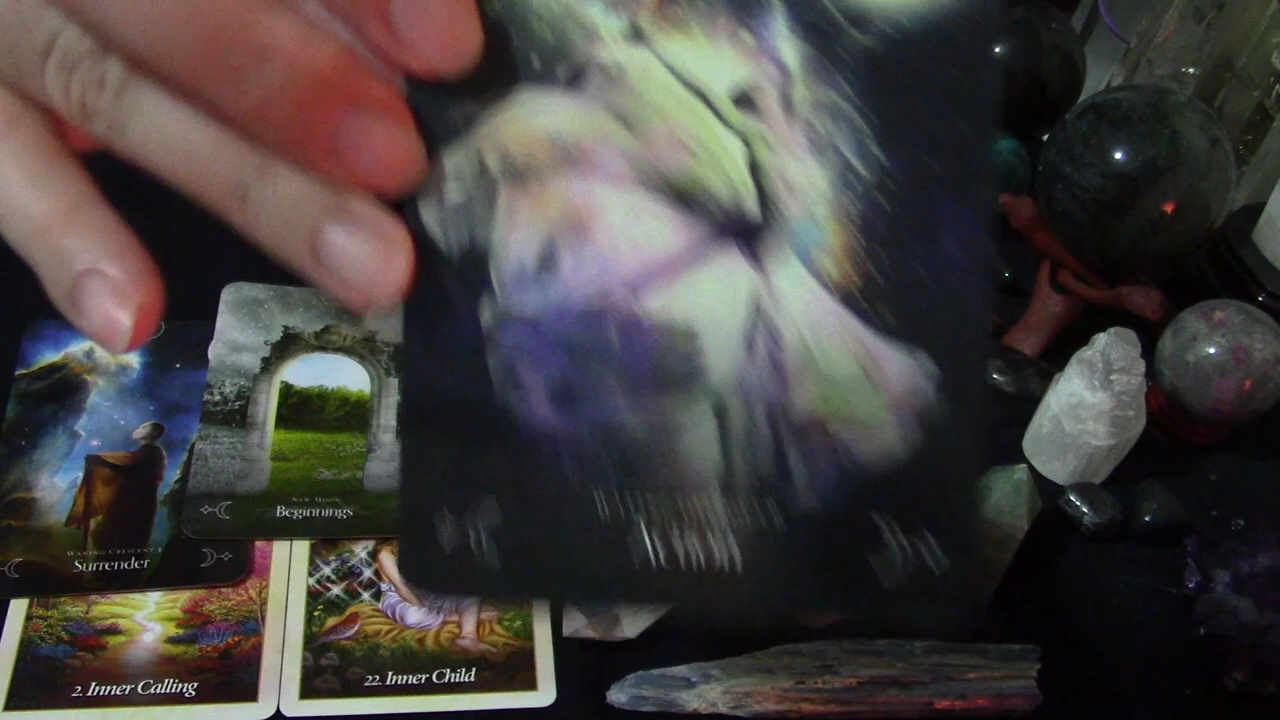 WANING CRESCENT
Surrender
NEW MOON
Beginnings
2. Inner Calling
22. Inner Child